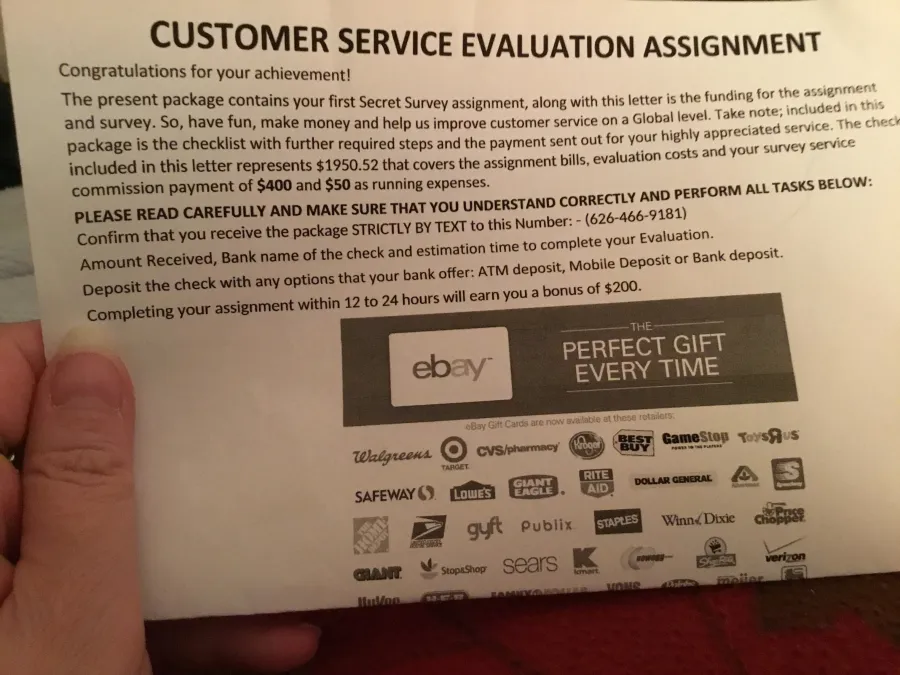 CUSTOMER SERVICE EVALUATION ASSIGNMENT
Congratulations for your achievement!
The present package contains your first Secret Survey assignment, along with this letter is the funding for the assignment
and survey. So, have fun, make money and help us improve customer service on a Global level. Take note; included in this
package is the checklist with further required steps and the payment sent out for your highly appreciated service. The check
included in this letter represents $1950.52 that covers the assignment bills, evaluation costs and your survey service
commission payment of $400 and $50 as running expenses.
PLEASE READ CAREFULLY AND MAKE SURE THAT YOU UNDERSTAND CORRECTLY AND PERFORM ALL TASKS BELOW:
Confirm that you receive the package STRICTLY BY TEXT to this Number: - (626-466-9181)
Amount Received, Bank name of the check and estimation time to complete your Evaluation.
Deposit the check with any options that your bank offer: ATM deposit, Mobile Deposit or Bank deposit.
Completing your assignment within 12 to 24 hours will earn you a bonus of $200.
ebay
THE
PERFECT GIFT
EVERY TIME
eBay Gift Cards are now available at these retailers:
Walgreens TARGET CVS/pharmacy Kroger BEST BUY GameStop ToysRus
SAFEWAY LOWE'S GIANT EAGLE RITE AID DOLLAR GENERAL
gyft Publix STAPLES Winn Dixie Price Chopper
GIANT Stop&Shop sears K kmart verizon
HyVee VONS meijer